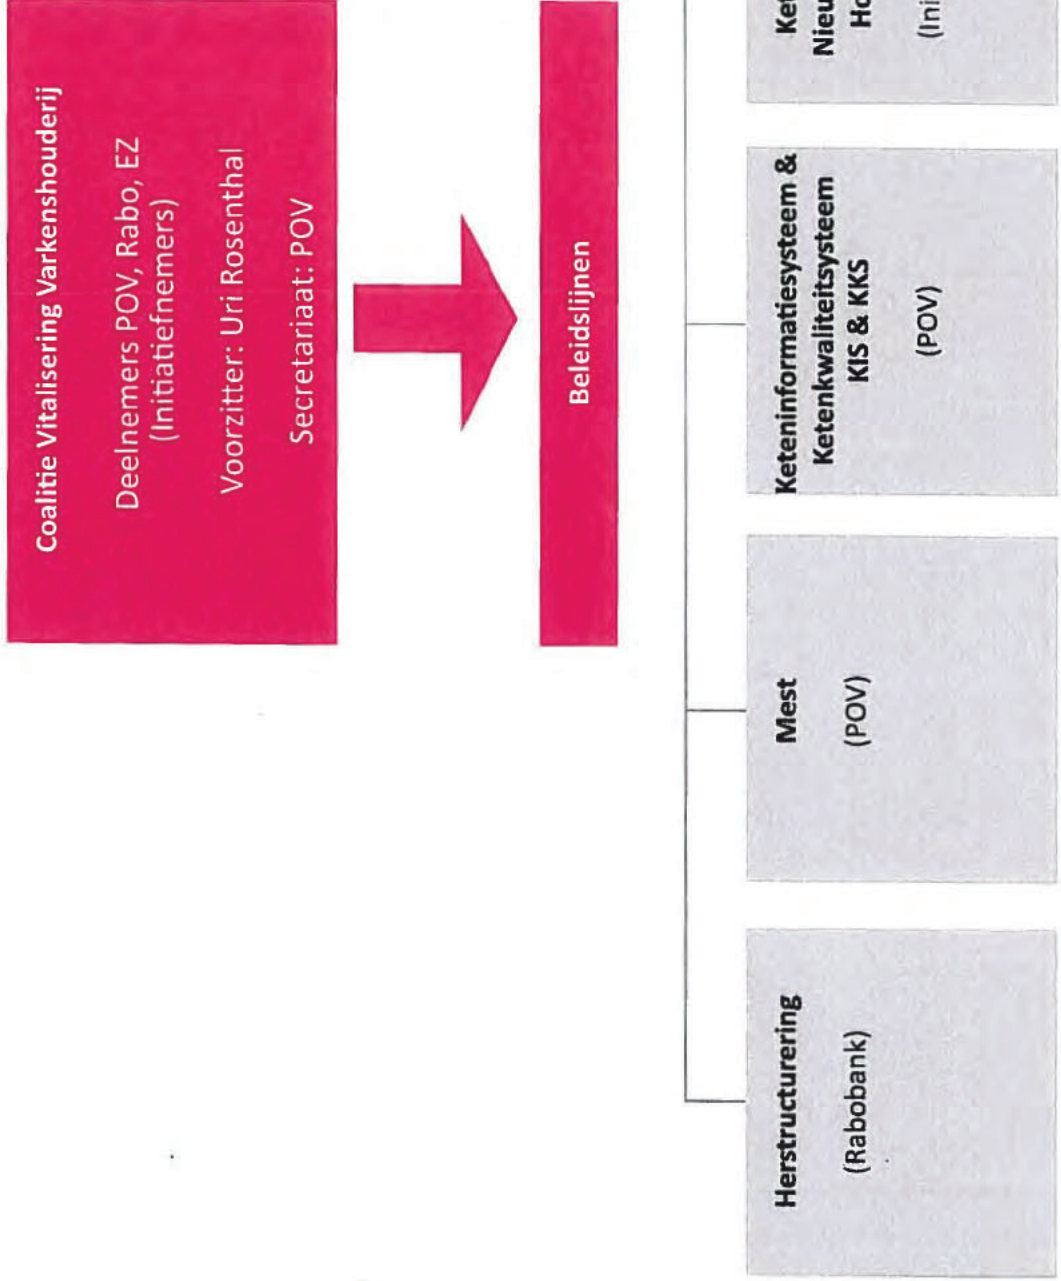 Coalitie Vitalisering Varkenshouderij
Deelnemers POV, Rabo, EZ
(Initiatiefnemers)
Voorzitter: Uri Rosenthal
Secretariaat: POV
Beleidslijnen
Herstructurering
(Rabobank)
Mest
(POV)
Keteninformatiesysteem &
Ketenkwaliteitsysteem
KIS & KKS
(POV)